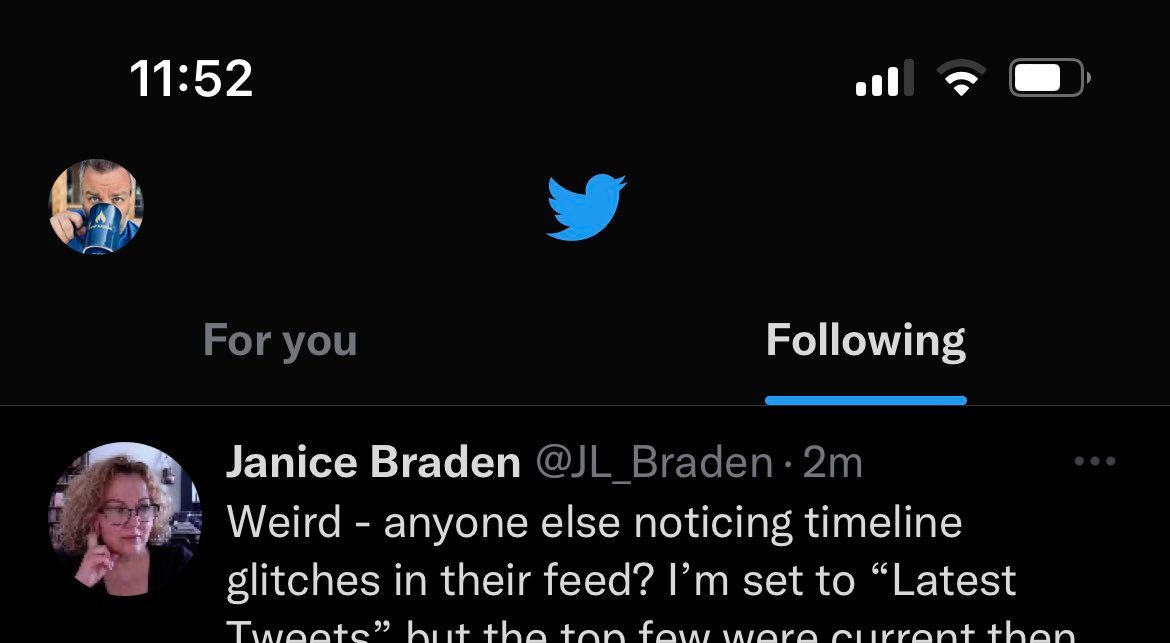 11:52
For you
Following
Janice Braden @JL_Braden · 2m
Weird - anyone else noticing timeline
glitches in their feed? I’m set to “Latest
Tweets” but the top few were current then